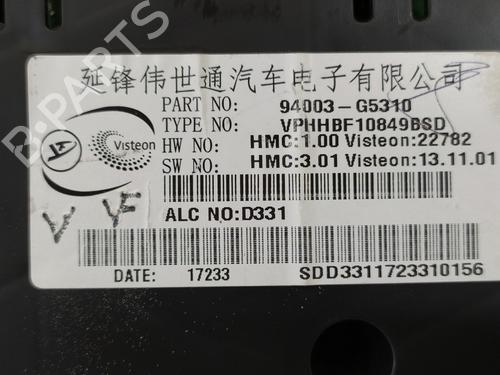 B-PARTS
延锋伟世通汽车电子有限公司
Visteon
PART NO: 94003-G5310
TYPE NO: VPHHBF10849BSD
HW NO: HMC:1.00 Visteon:22782
SW NO: HMC:3.01 Visteon:13.11.01
ALC NO:D331
V VF
DATE: 17233 SDD3311723310156